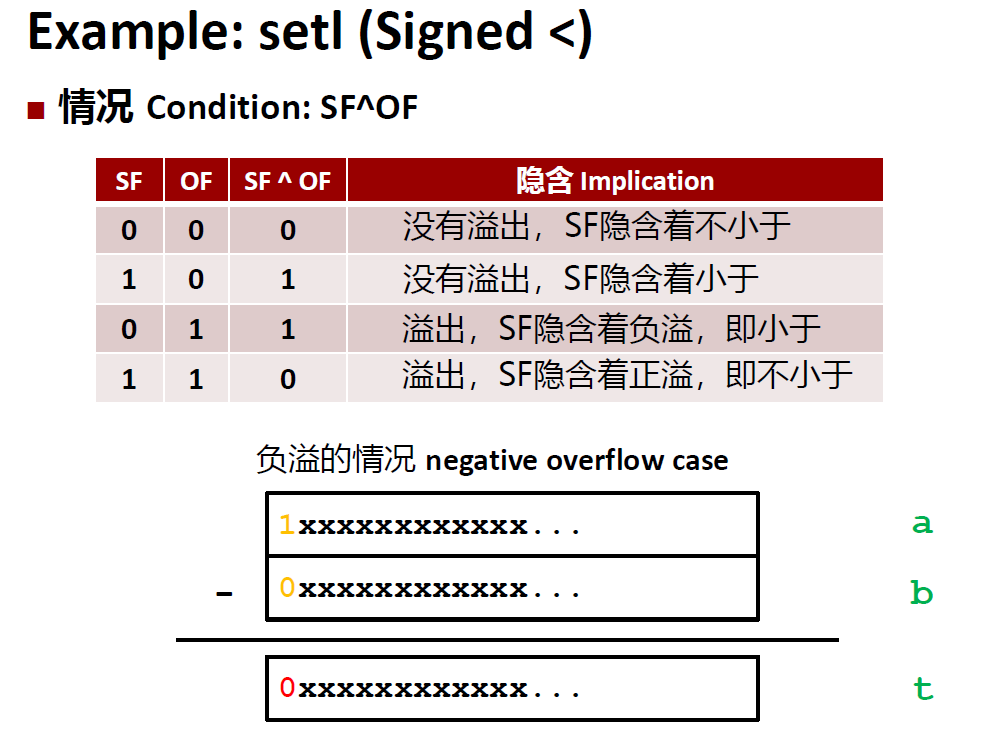 Example: setl (Signed <)
■ 情况 Condition: SF^OF
SF OF SF ^ OF 隐含 Implication
0 0 0 没有溢出，SF隐含着不小于
1 0 1 没有溢出，SF隐含着小于
0 1 1 溢出，SF隐含着负溢，即小于
1 1 0 溢出，SF隐含着正溢，即不小于
负溢的情况 negative overflow case
1xxxxxxxxxxxx... a
- 0xxxxxxxxxxxx... b
0xxxxxxxxxxxx... t